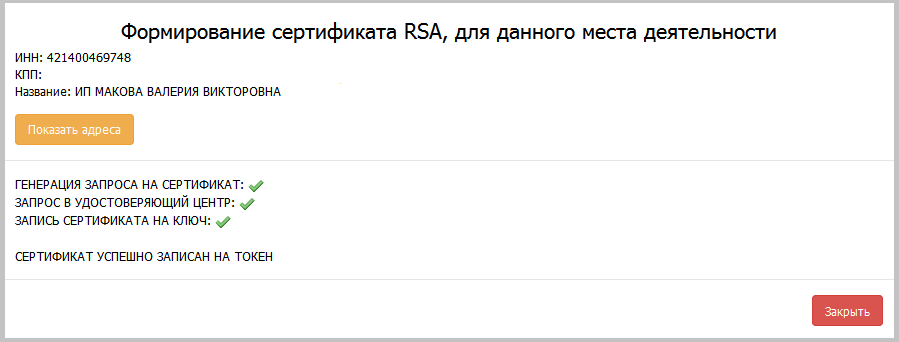 Формирование сертификата RSA, для данного места деятельности
ИНН: 421400469748
КПП:
Название: ИП МАКОВА ВАЛЕРИЯ ВИКТОРОВНА
Показать адреса
ГЕНЕРАЦИЯ ЗАПРОСА НА СЕРТИФИКАТ:
ЗАПРОС В УДОСТОВЕРЯЮЩИЙ ЦЕНТР:
ЗАПИСЬ СЕРТИФИКАТА НА КЛЮЧ:
СЕРТИФИКАТ УСПЕШНО ЗАПИСАН НА ТОКЕН
Закрыть